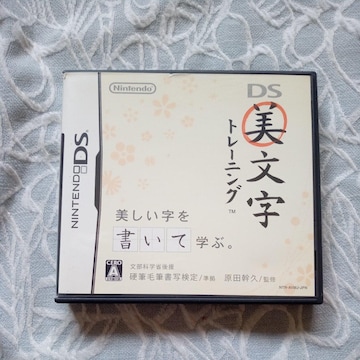 Nintendo
DS
美文字
トレーニング™
NINTENDO DS
美しい字を
書いて学ぶ。
文部科学省後援
硬筆毛筆書写検定/準拠 原田幹久/監修
CERO
A